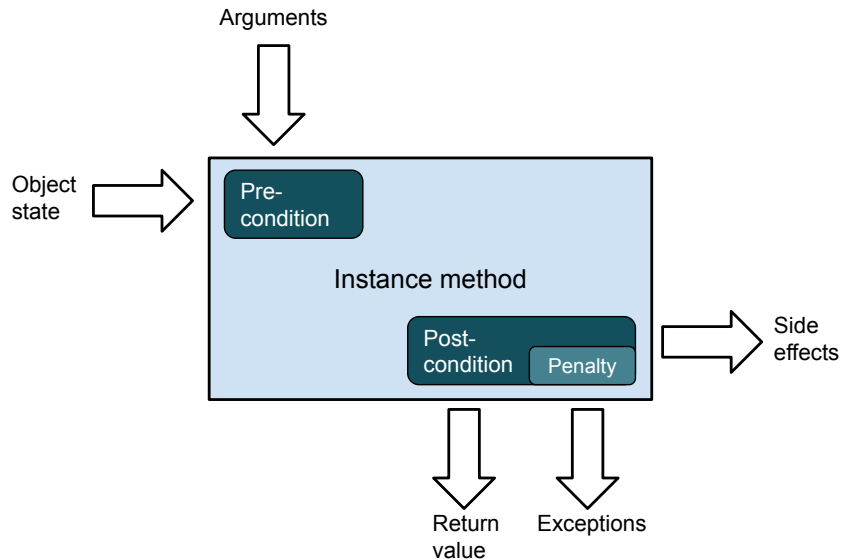 Arguments
Object
state
Pre-
condition
Instance method
Post-
condition
Penalty
Side
effects
Return
value
Exceptions